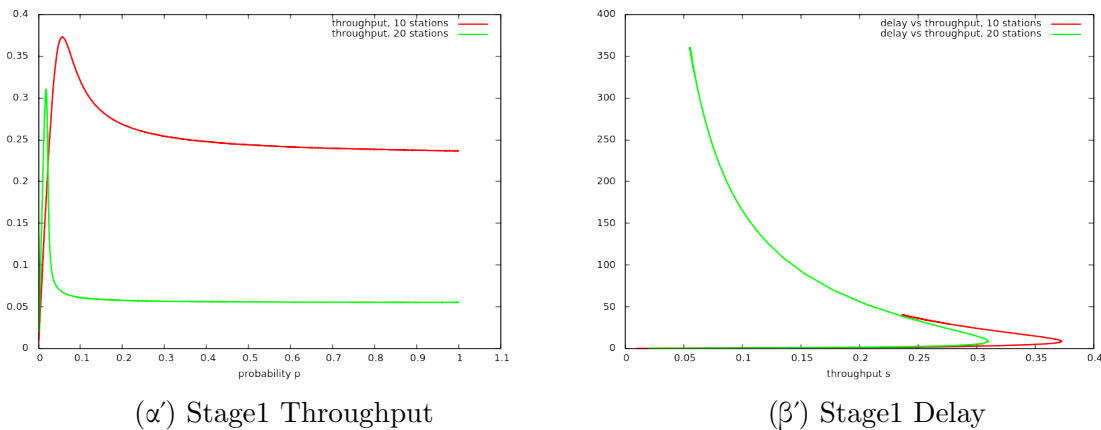 throughput, 10 stations
throughput, 20 stations
0.4
0.35
0.3
0.25
0.2
0.15
0.1
0.05
0
0 0.1 0.2 0.3 0.4 0.5 0.6 0.7 0.8 0.9 1 1.1
probability p
(α′) Stage1 Throughput
delay vs throughput, 10 stations
delay vs throughput, 20 stations
400
350
300
250
200
150
100
50
0
0 0.05 0.1 0.15 0.2 0.25 0.3 0.35 0.4
throughput s
(β′) Stage1 Delay